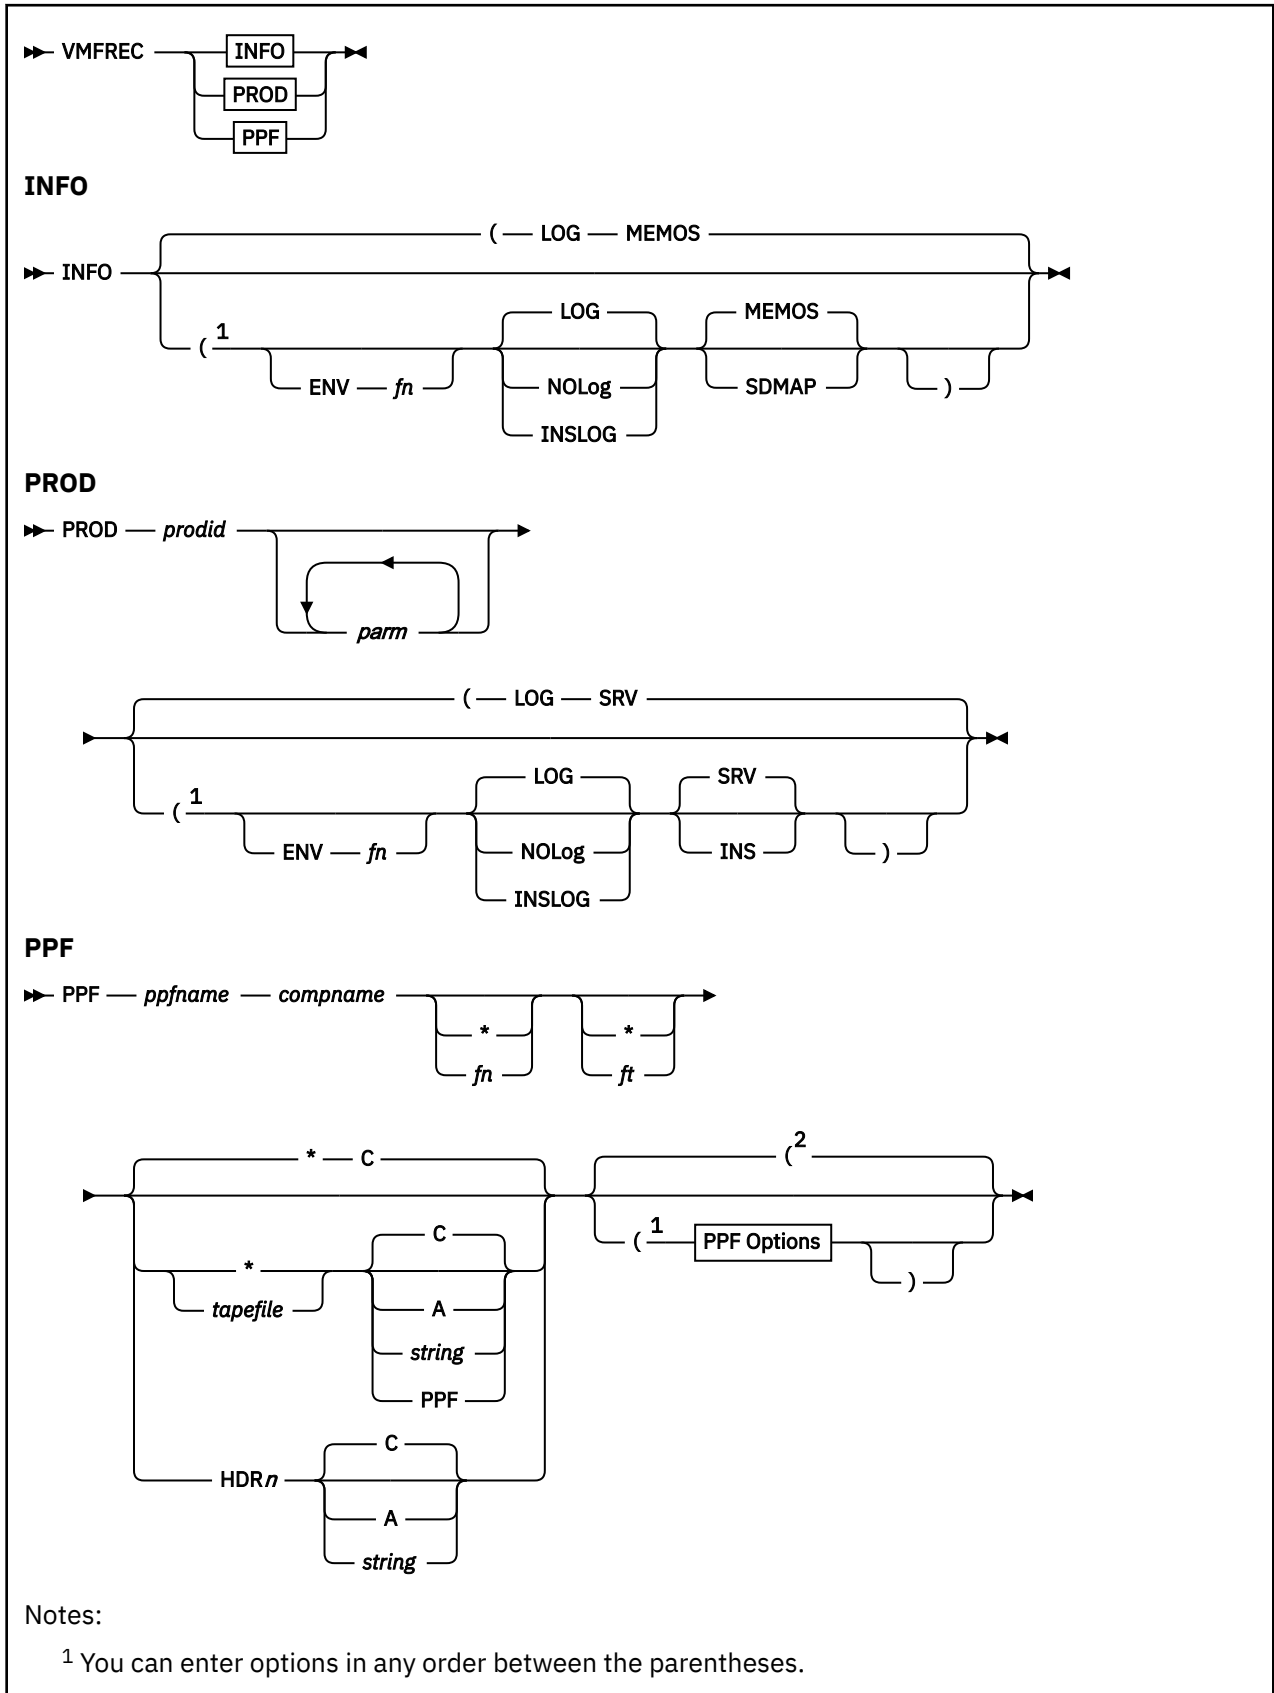 VMFREC INFO
PROD
PPF
INFO
( LOG MEMOS
INFO
LOG MEMOS
( 1
ENV fn NOLog SDMAP )
INSLOG
PROD
PROD prodid
parm
( LOG SRV
LOG SRV
( 1
ENV fn NOLog INS )
INSLOG
PPF
PPF ppfname compname
* *
fn ft
* C ( 2
( 1 PPF Options )
C
*
tapefile A
string
PPF
C
HDRn
A
string
Notes:
1 You can enter options in any order between the parentheses.